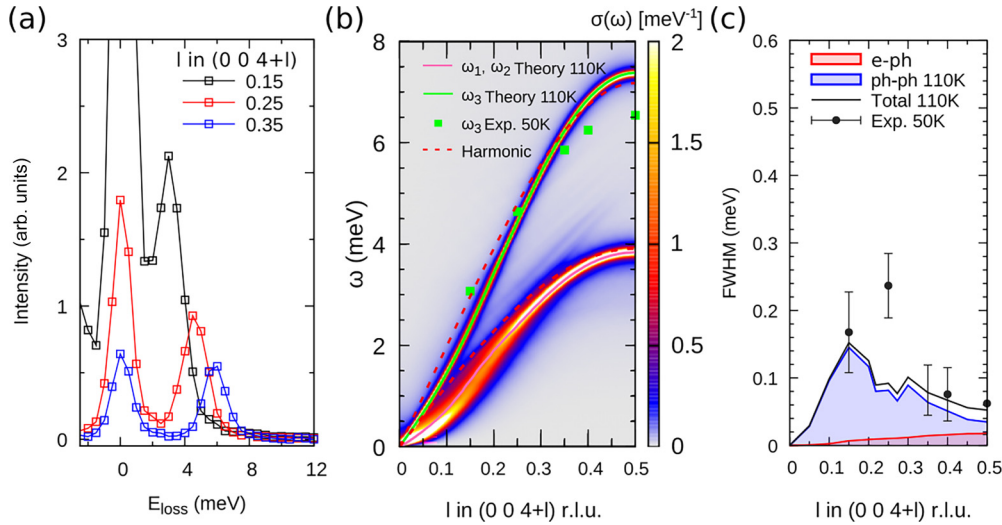 (a)
l in (0 0 4+l)
0.15
0.25
0.35
3
2
1
0
Intensity (arb. units)
0 4 8 12
E_loss (meV)
(b)
σ(ω) [meV⁻¹]
ω₁, ω₂ Theory 110K
ω₃ Theory 110K
ω₃ Exp. 50K
Harmonic
8
6
4
2
0
ω (meV)
0 0.1 0.2 0.3 0.4 0.5
l in (0 0 4+l) r.l.u.
2
1.5
1
0.5
0
(c)
e-ph
ph-ph 110K
Total 110K
Exp. 50K
0.6
0.5
0.4
0.3
0.2
0.1
0
FWHM (meV)
0 0.1 0.2 0.3 0.4 0.5
l in (0 0 4+l) r.l.u.